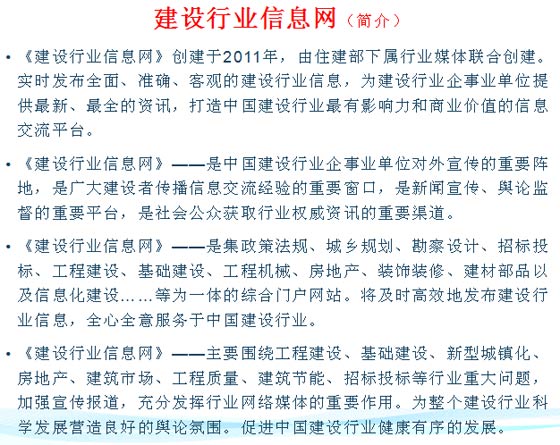 建设行业信息网（简介）
• 《建设行业信息网》创建于2011年，由住建部下属行业媒体联合创建。
实时发布全面、准确、客观的建设行业信息，为建设行业企事业单位提
供最新、最全的资讯，打造中国建设行业最有影响力和商业价值的信息
交流平台。
• 《建设行业信息网》——是中国建设行业企事业单位对外宣传的重要阵
地，是广大建设者传播信息交流经验的重要窗口，是新闻宣传、舆论监
督的重要平台，是社会公众获取行业权威资讯的重要渠道。
• 《建设行业信息网》——是集政策法规、城乡规划、勘察设计、招标投
标、工程建设、基础建设、工程机械、房地产、装饰装修、建材部品以
及信息化建设……等为一体的综合门户网站。将及时高效地发布建设行
业信息，全心全意服务于中国建设行业。
• 《建设行业信息网》——主要围绕工程建设、基础建设、新型城镇化、
房地产、建筑市场、工程质量、建筑节能、招标投标等行业重大问题，
加强宣传报道，充分发挥行业网络媒体的重要作用。为整个建设行业科
学发展营造良好的舆论氛围。促进中国建设行业健康有序的发展。